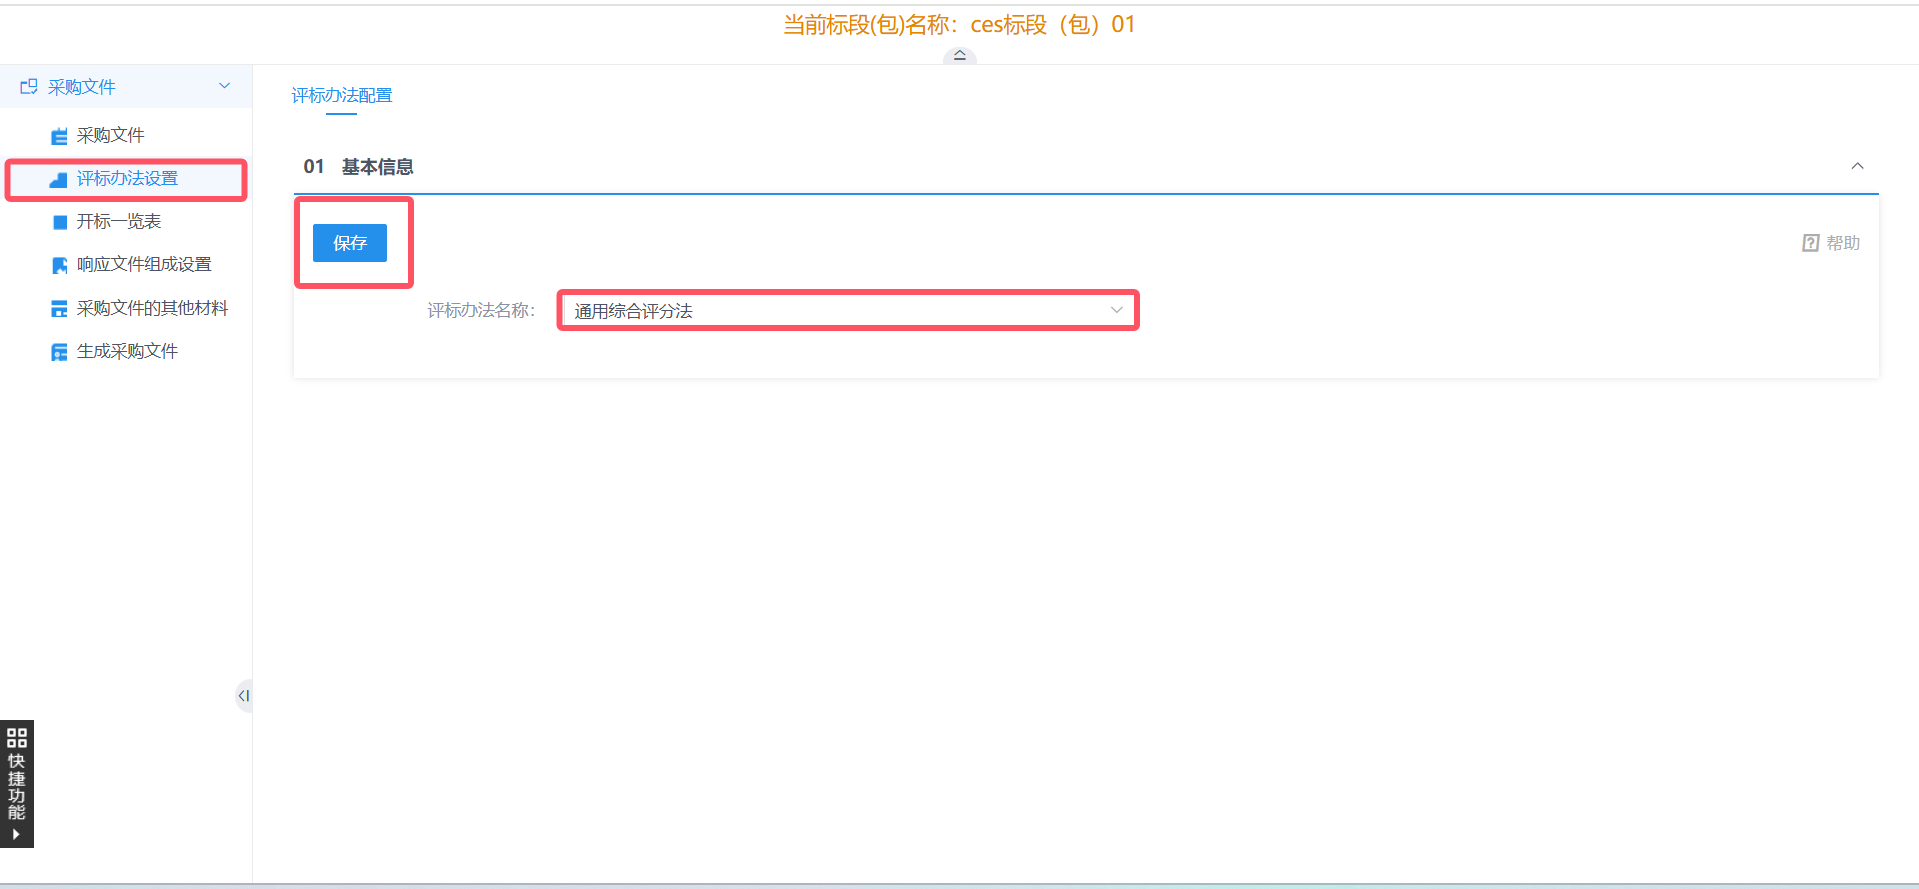 当前标段(包)名称：ces标段（包）01
采购文件
采购文件
评标办法设置
开标一览表
响应文件组成设置
采购文件的其他材料
生成采购文件
评标办法配置
01 基本信息
保存
帮助
评标办法名称：
通用综合评分法
快捷功能